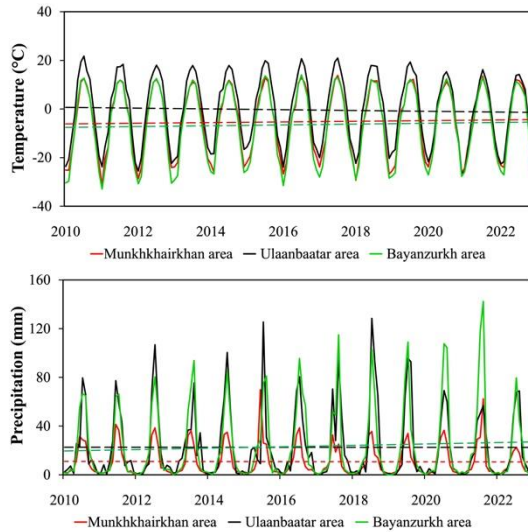 40
20
0
-20
-40
Temperature (°C)
2010 2012 2014 2016 2018 2020 2022
Munkhkhairkhan area Ulaanbaatar area Bayanzurkh area
160
120
80
40
0
Precipitation (mm)
2010 2012 2014 2016 2018 2020 2022
Munkhkhairkhan area Ulaanbaatar area Bayanzurkh area